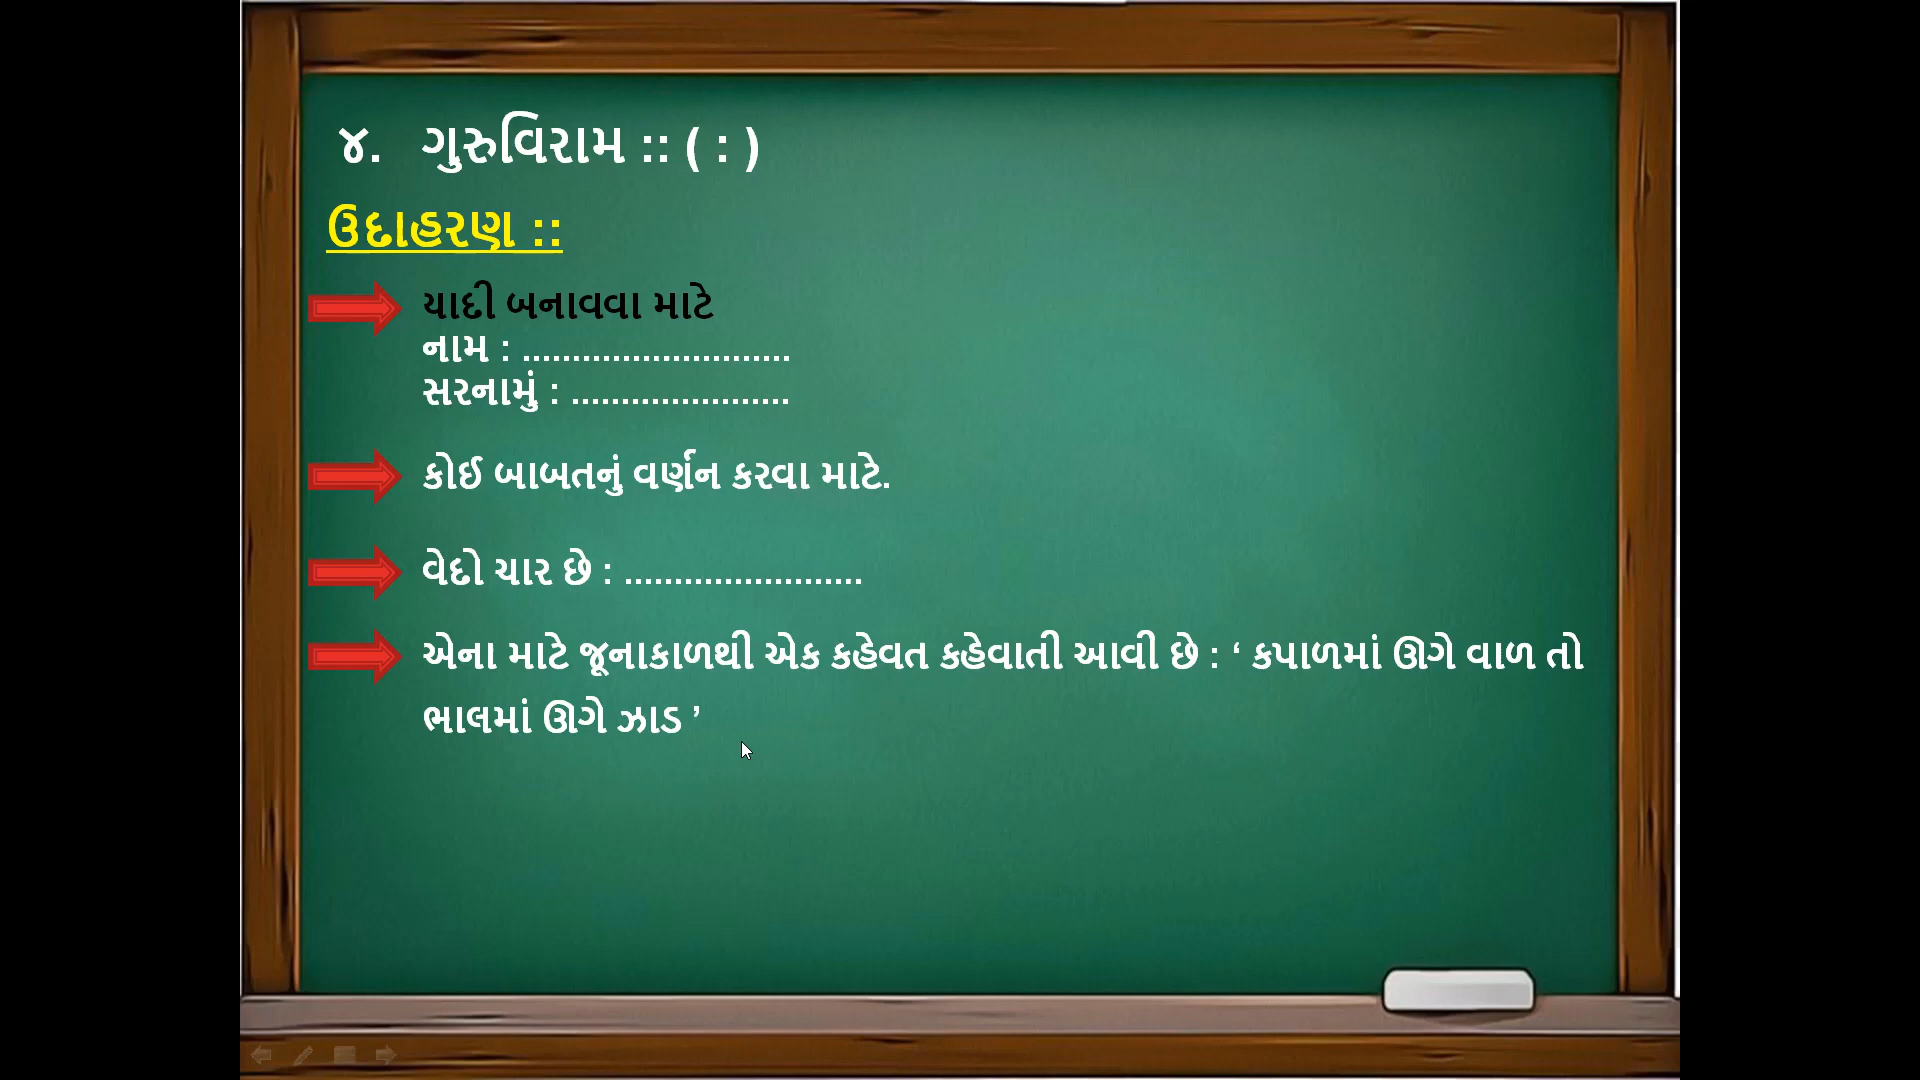 ૪. ગુરુવિરામ :: ( : )
ઉદાહરણ ::
યાદી બનાવવા માટે
નામ : ...........................
સરનામું : ......................
કોઈ બાબતનું વર્ણન કરવા માટે.
વેદો ચાર છે : ........................
એના માટે જૂનાકાળથી એક કહેવત કહેવાતી આવી છે : ‘ કપાળમાં ઊગે વાળ તો
ભાલમાં ઊગે ઝાડ ’